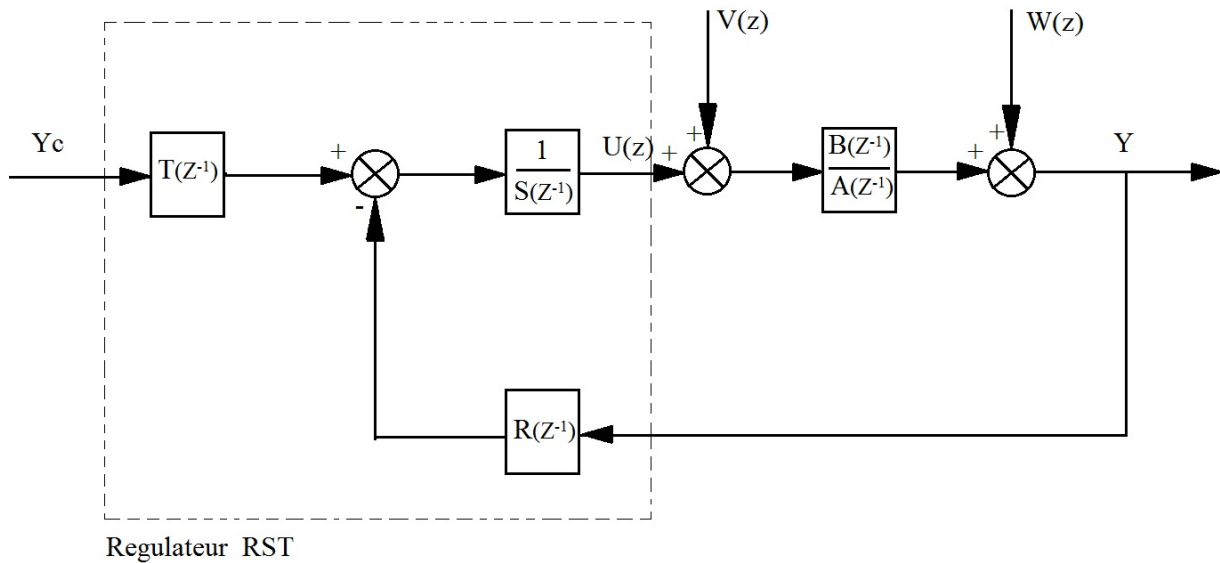 V(z)
W(z)
Yc
T(Z⁻¹)
+
-
1
S(Z⁻¹)
U(z)
+
+
B(Z⁻¹)
A(Z⁻¹)
+
+
Y
R(Z⁻¹)
Regulateur RST